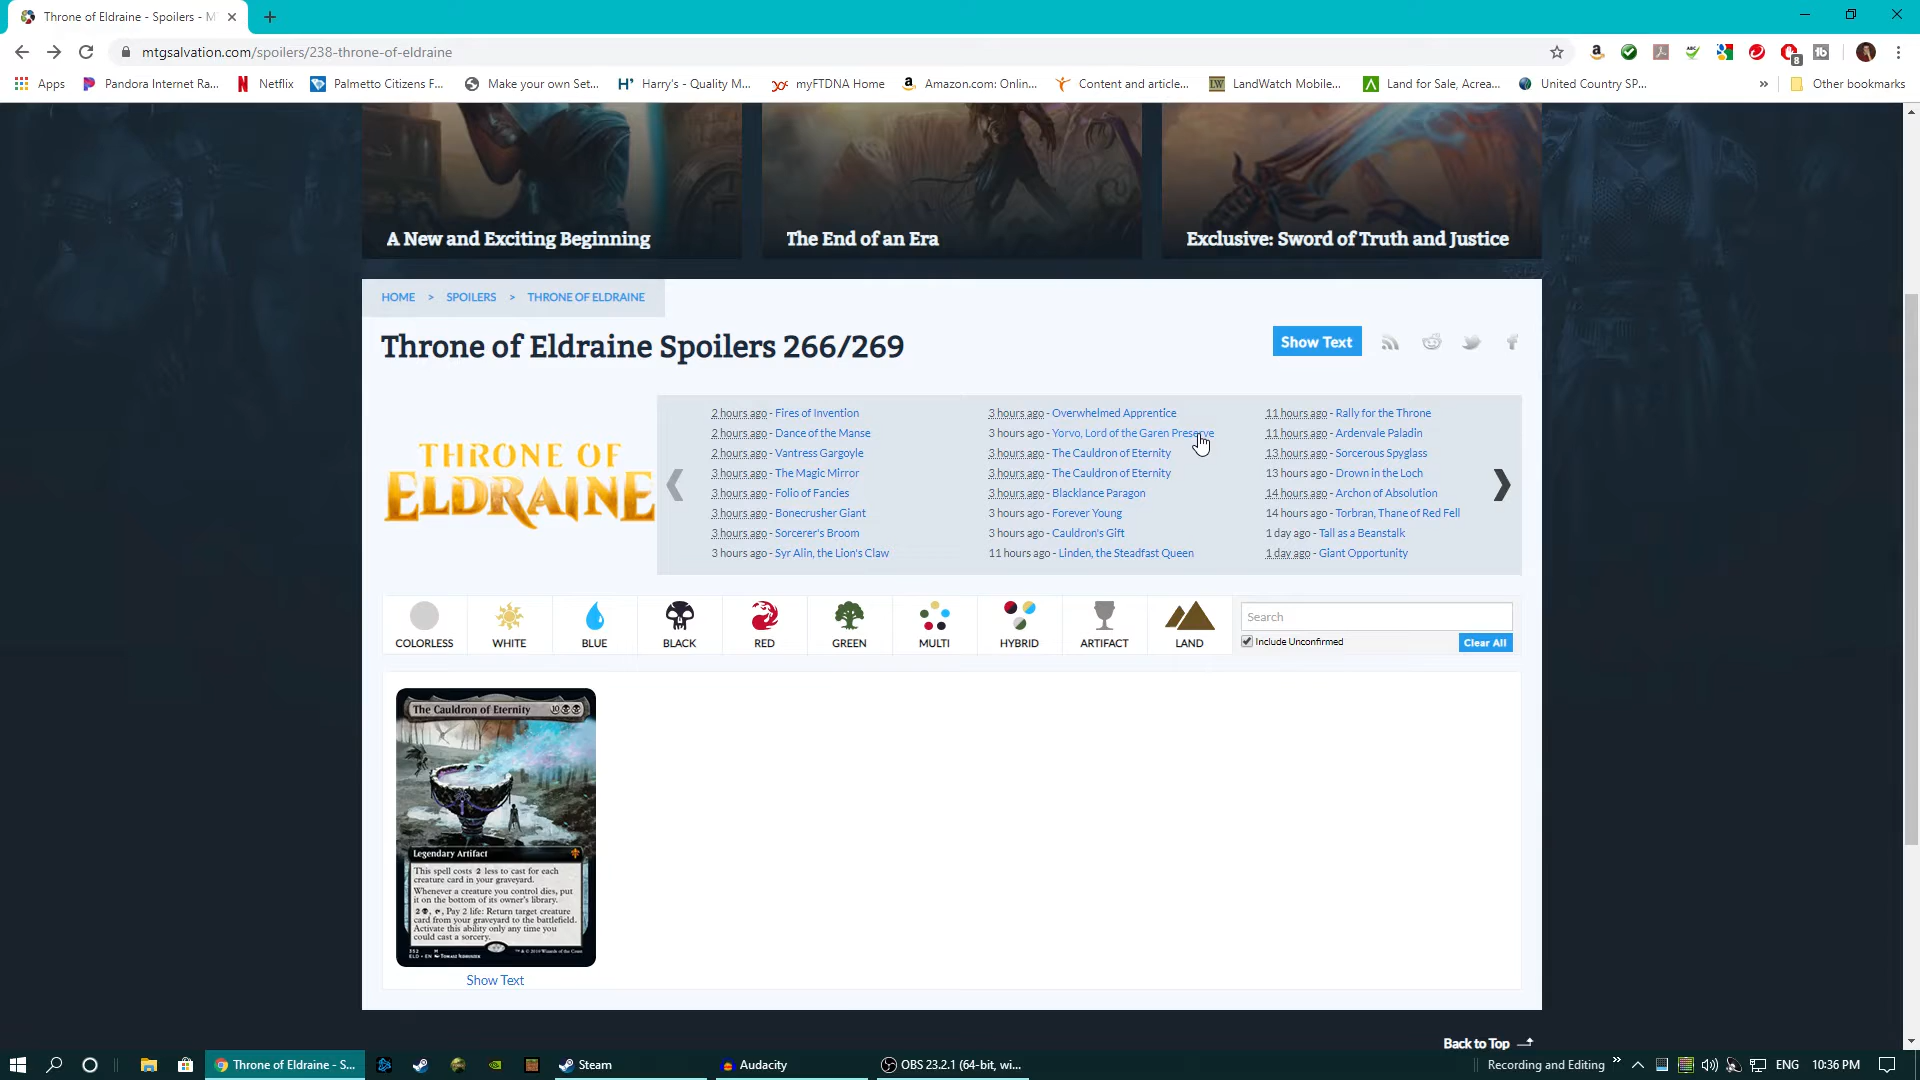 Throne of Eldraine - Spoilers - M
mtgsalvation.com/spoilers/238-throne-of-eldraine
8
Apps Pandora Internet Ra... Netflix Palmetto Citizens F... Make your own Set... Harry's - Quality M... myFTDNA Home Amazon.com: Onlin... Content and article... LandWatch Mobile... Land for Sale, Acrea... United Country SP... » Other bookmarks
A New and Exciting Beginning The End of an Era Exclusive: Sword of Truth and Justice
HOME > SPOILERS > THRONE OF ELDRAINE
Throne of Eldraine Spoilers 266/269
Show Text
THRONE OF
ELDRAINE
2 hours ago - Fires of Invention
2 hours ago - Dance of the Manse
2 hours ago - Vantress Gargoyle
3 hours ago - The Magic Mirror
3 hours ago - Folio of Fancies
3 hours ago - Bonecrusher Giant
3 hours ago - Sorcerer's Broom
3 hours ago - Syr Alin, the Lion's Claw
3 hours ago - Overwhelmed Apprentice
3 hours ago - Yorvo, Lord of the Garen Preserve
3 hours ago - The Cauldron of Eternity
3 hours ago - The Cauldron of Eternity
3 hours ago - Blacklance Paragon
3 hours ago - Forever Young
3 hours ago - Cauldron's Gift
11 hours ago - Linden, the Steadfast Queen
11 hours ago - Rally for the Throne
11 hours ago - Ardenvale Paladin
13 hours ago - Sorcerous Spyglass
13 hours ago - Drown in the Loch
14 hours ago - Archon of Absolution
14 hours ago - Torbran, Thane of Red Fell
1 day ago - Tall as a Beanstalk
1 day ago - Giant Opportunity
COLORLESS WHITE BLUE BLACK RED GREEN MULTI HYBRID ARTIFACT LAND
Search
Include Unconfirmed
Clear All
The Cauldron of Eternity 10
Legendary Artifact
This spell costs 2 less to cast for each
creature card in your graveyard.
Whenever a creature you control dies, put
it on the bottom of its owner's library.
2, , Pay 2 life: Return target creature
card from your graveyard to the battlefield.
Activate this ability only any time you
could cast a sorcery.
352 M
ELD • EN
Show Text
Back to Top
Throne of Eldraine - S... Steam Audacity OBS 23.2.1 (64-bit, wi... Recording and Editing » ENG 10:36 PM